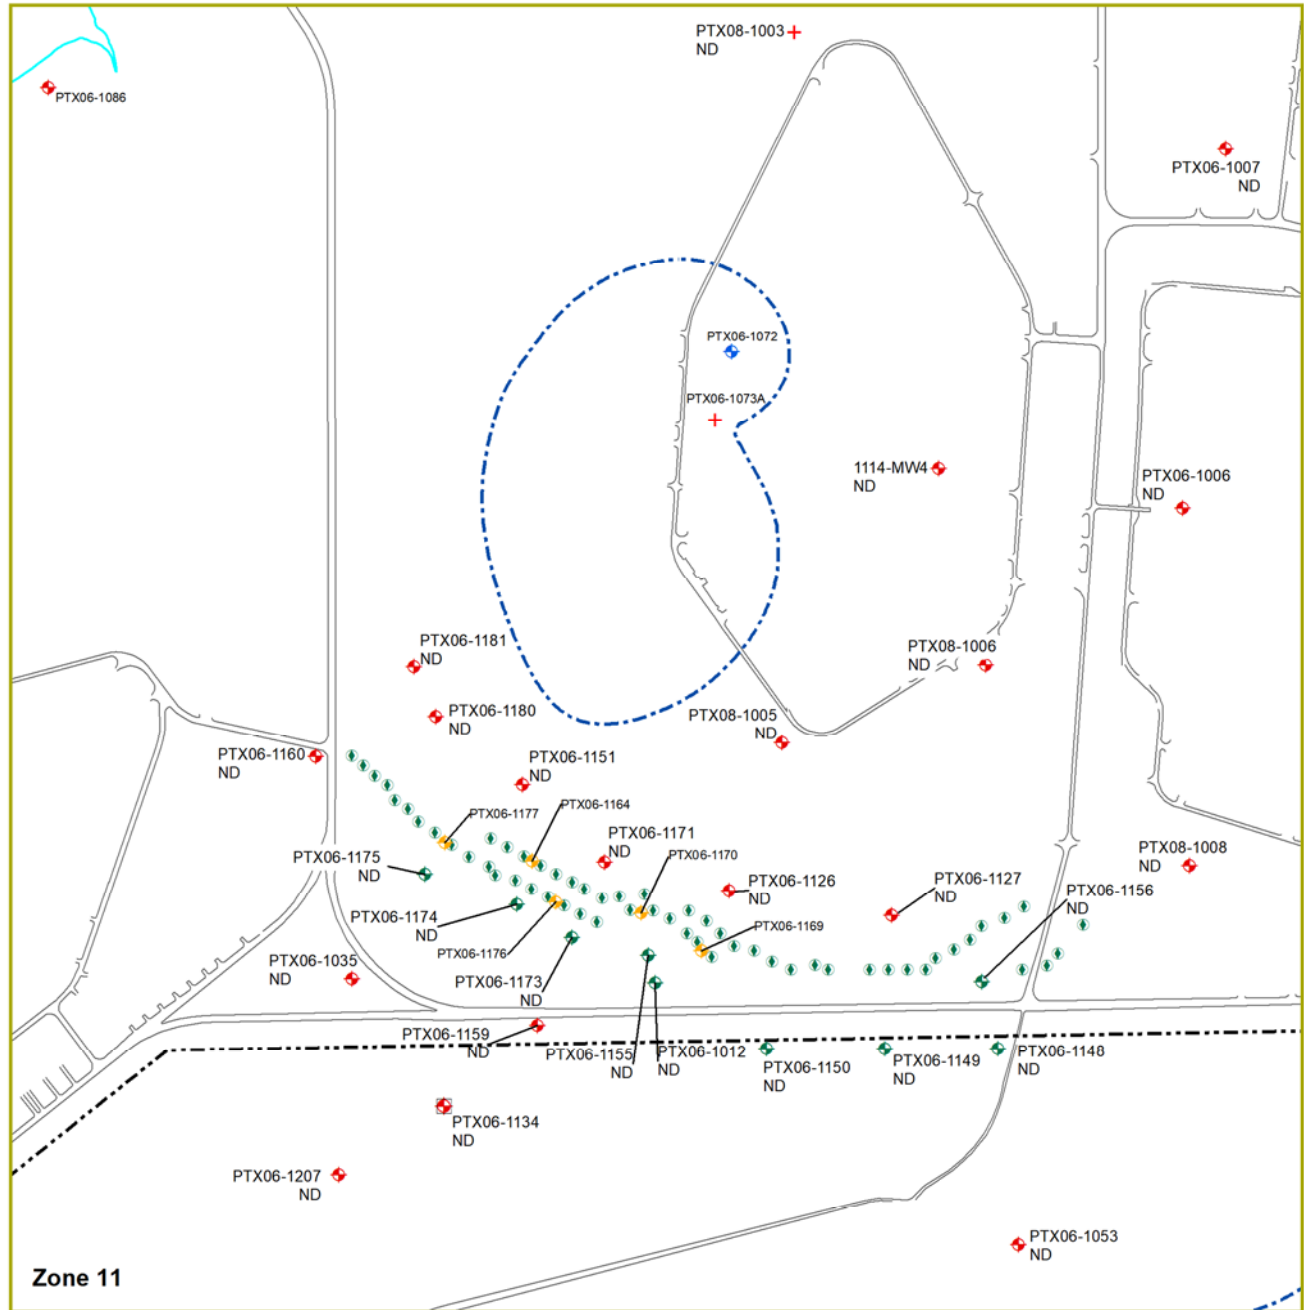 PTX08-1003
ND
PTX06-1086
PTX06-1007
ND
PTX06-1072
PTX06-1073A
1114-MW4
ND
PTX06-1006
ND
PTX06-1181
ND
PTX08-1006
ND
PTX06-1180
ND
PTX08-1005
ND
PTX06-1160
ND
PTX06-1151
ND
PTX06-1177
PTX06-1164
PTX06-1171
ND
PTX06-1175
ND
PTX06-1170
PTX08-1008
ND
PTX06-1126
ND
PTX06-1127
ND
PTX06-1156
ND
PTX06-1174
ND
PTX06-1169
PTX06-1176
PTX06-1035
ND
PTX06-1173
ND
PTX06-1159
ND
PTX06-1155
ND
PTX06-1012
ND
PTX06-1150
ND
PTX06-1149
ND
PTX06-1148
ND
PTX06-1134
ND
PTX06-1207
ND
PTX06-1053
ND
Zone 11